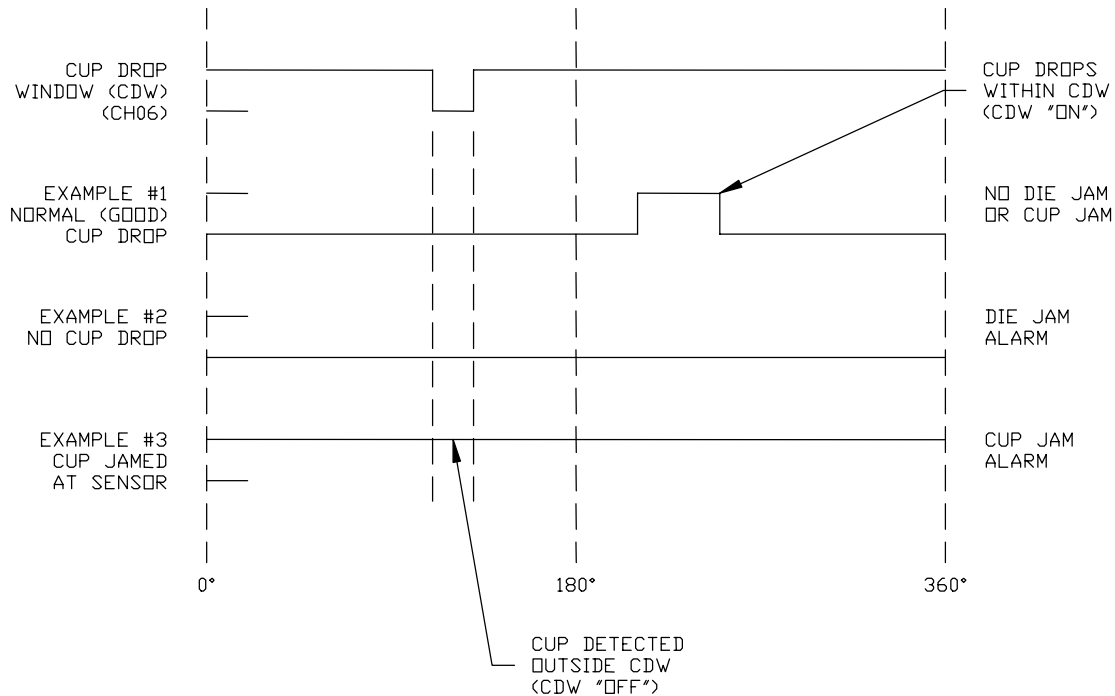 CUP DROP
WINDOW (CDW)
(CH06)
CUP DROPS
WITHIN CDW
(CDW "ON")
EXAMPLE #1
NORMAL (GOOD)
CUP DROP
NO DIE JAM
OR CUP JAM
EXAMPLE #2
NO CUP DROP
DIE JAM
ALARM
EXAMPLE #3
CUP JAMED
AT SENSOR
CUP JAM
ALARM
0°
180°
360°
CUP DETECTED
OUTSIDE CDW
(CDW "OFF")